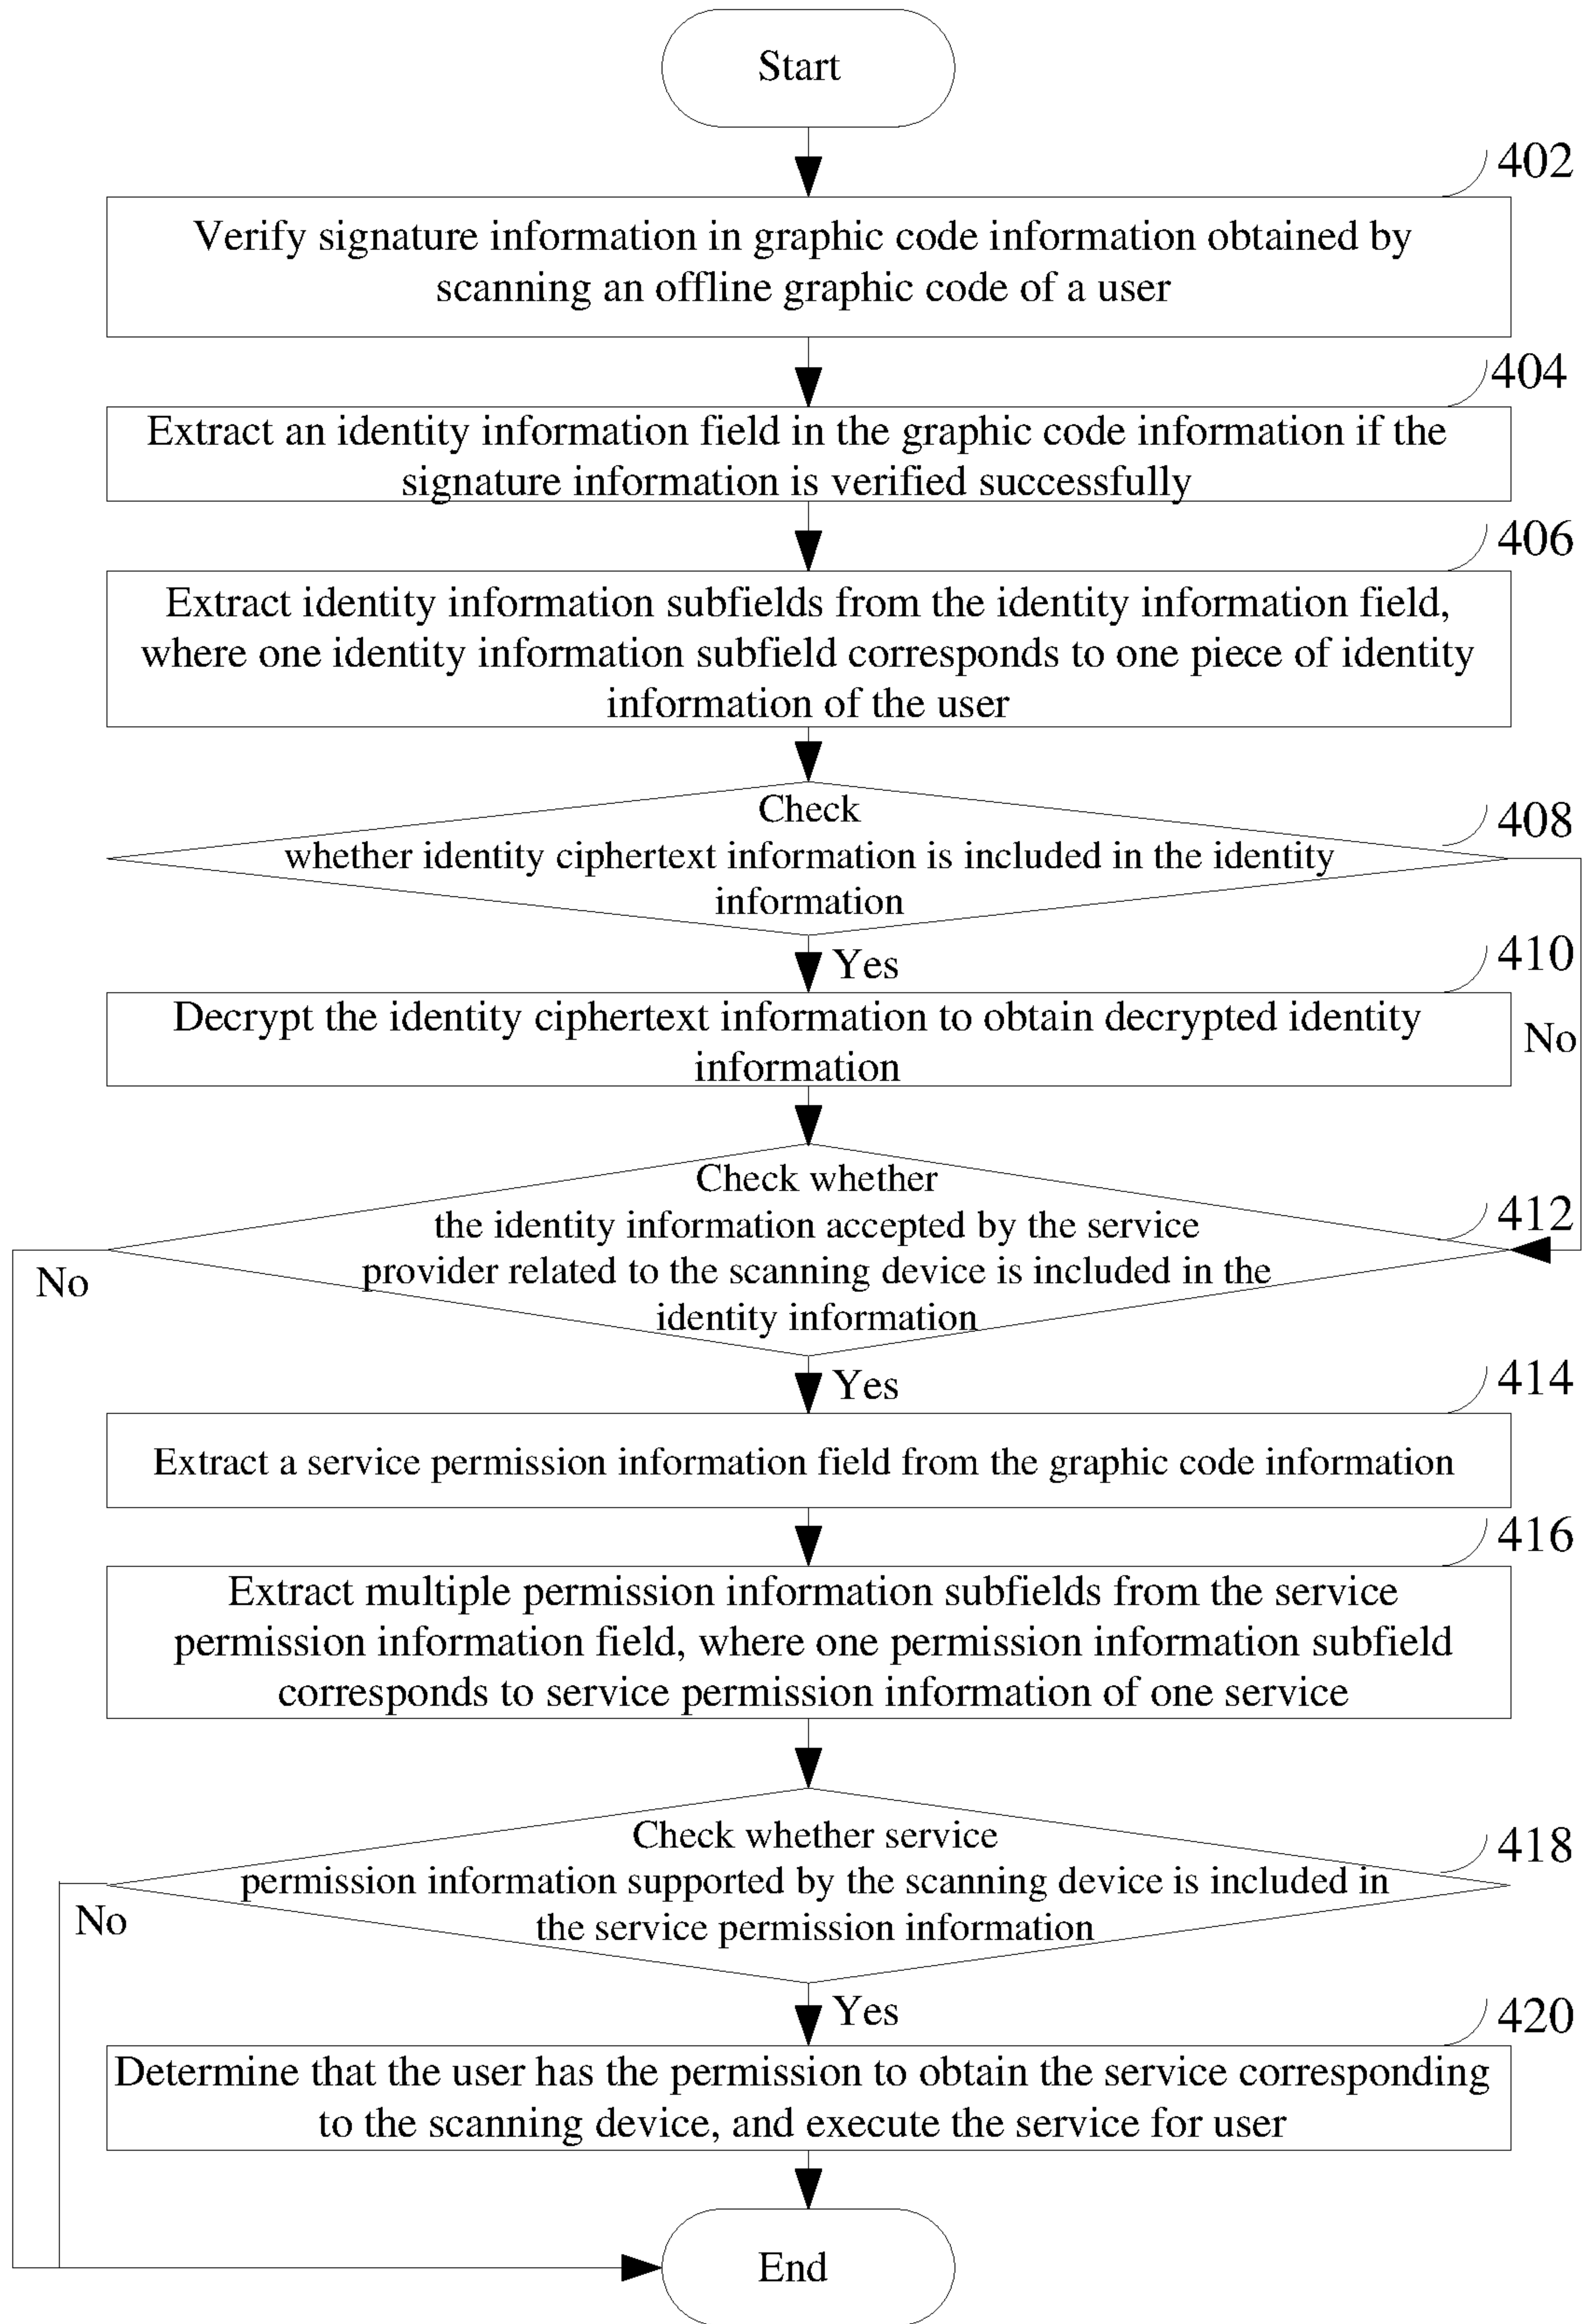 Start
402
Verify signature information in graphic code information obtained by
scanning an offline graphic code of a user
404
Extract an identity information field in the graphic code information if the
signature information is verified successfully
406
Extract identity information subfields from the identity information field,
where one identity information subfield corresponds to one piece of identity
information of the user
408
Check
whether identity ciphertext information is included in the identity
information
Yes
410
Decrypt the identity ciphertext information to obtain decrypted identity
information
No
412
Check whether
the identity information accepted by the service
provider related to the scanning device is included in the
identity information
No
Yes
414
Extract a service permission information field from the graphic code information
416
Extract multiple permission information subfields from the service
permission information field, where one permission information subfield
corresponds to service permission information of one service
418
Check whether service
permission information supported by the scanning device is included in
the service permission information
No
Yes
420
Determine that the user has the permission to obtain the service corresponding
to the scanning device, and execute the service for user
End